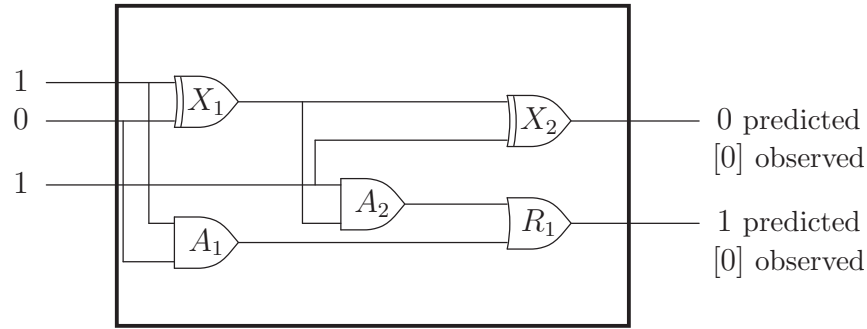 1
0
1
X1
A1
A2
X2
R1
0 predicted
[0] observed
1 predicted
[0] observed